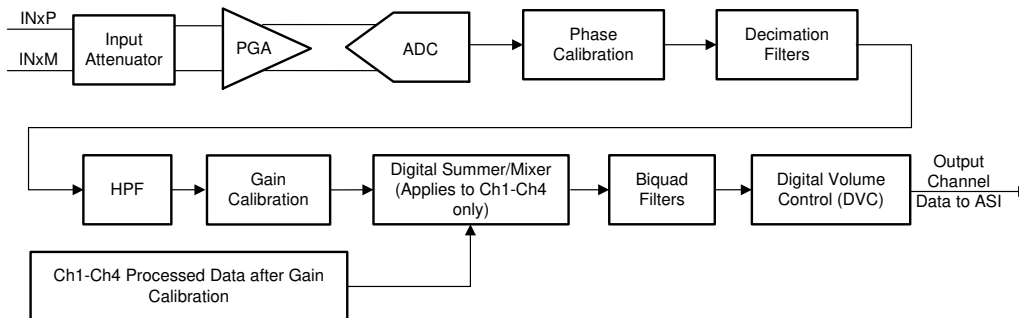 INxP
INxM
Input
Attenuator
PGA
ADC
Phase
Calibration
Decimation
Filters
HPF
Gain
Calibration
Digital Summer/Mixer
(Applies to Ch1-Ch4
only)
Biquad
Filters
Digital Volume
Control (DVC)
Output
Channel
Data to ASI
Ch1-Ch4 Processed Data after Gain
Calibration